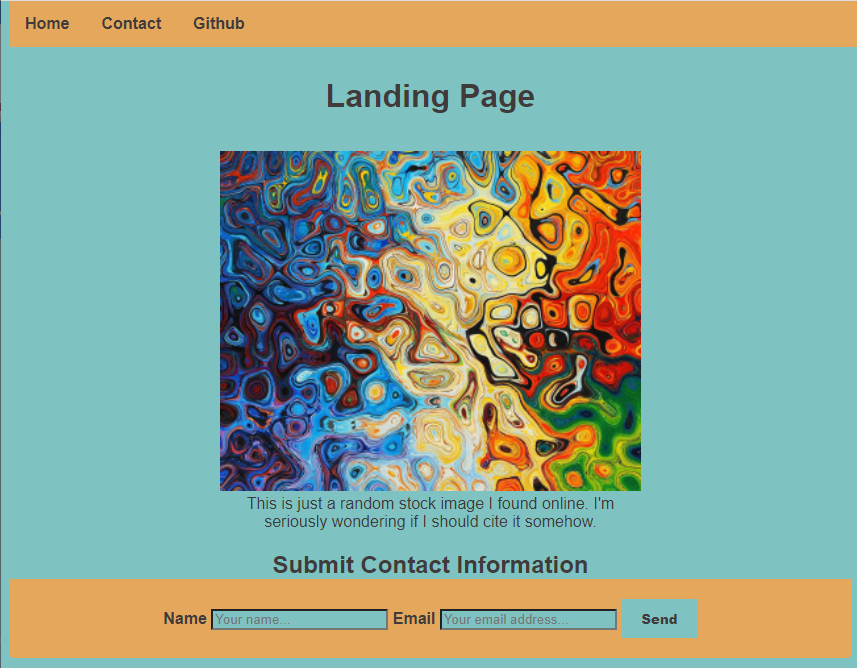 Home Contact Github
Landing Page
This is just a random stock image I found online. I'm
seriously wondering if I should cite it somehow.
Submit Contact Information
Name Your name... Email Your email address... Send